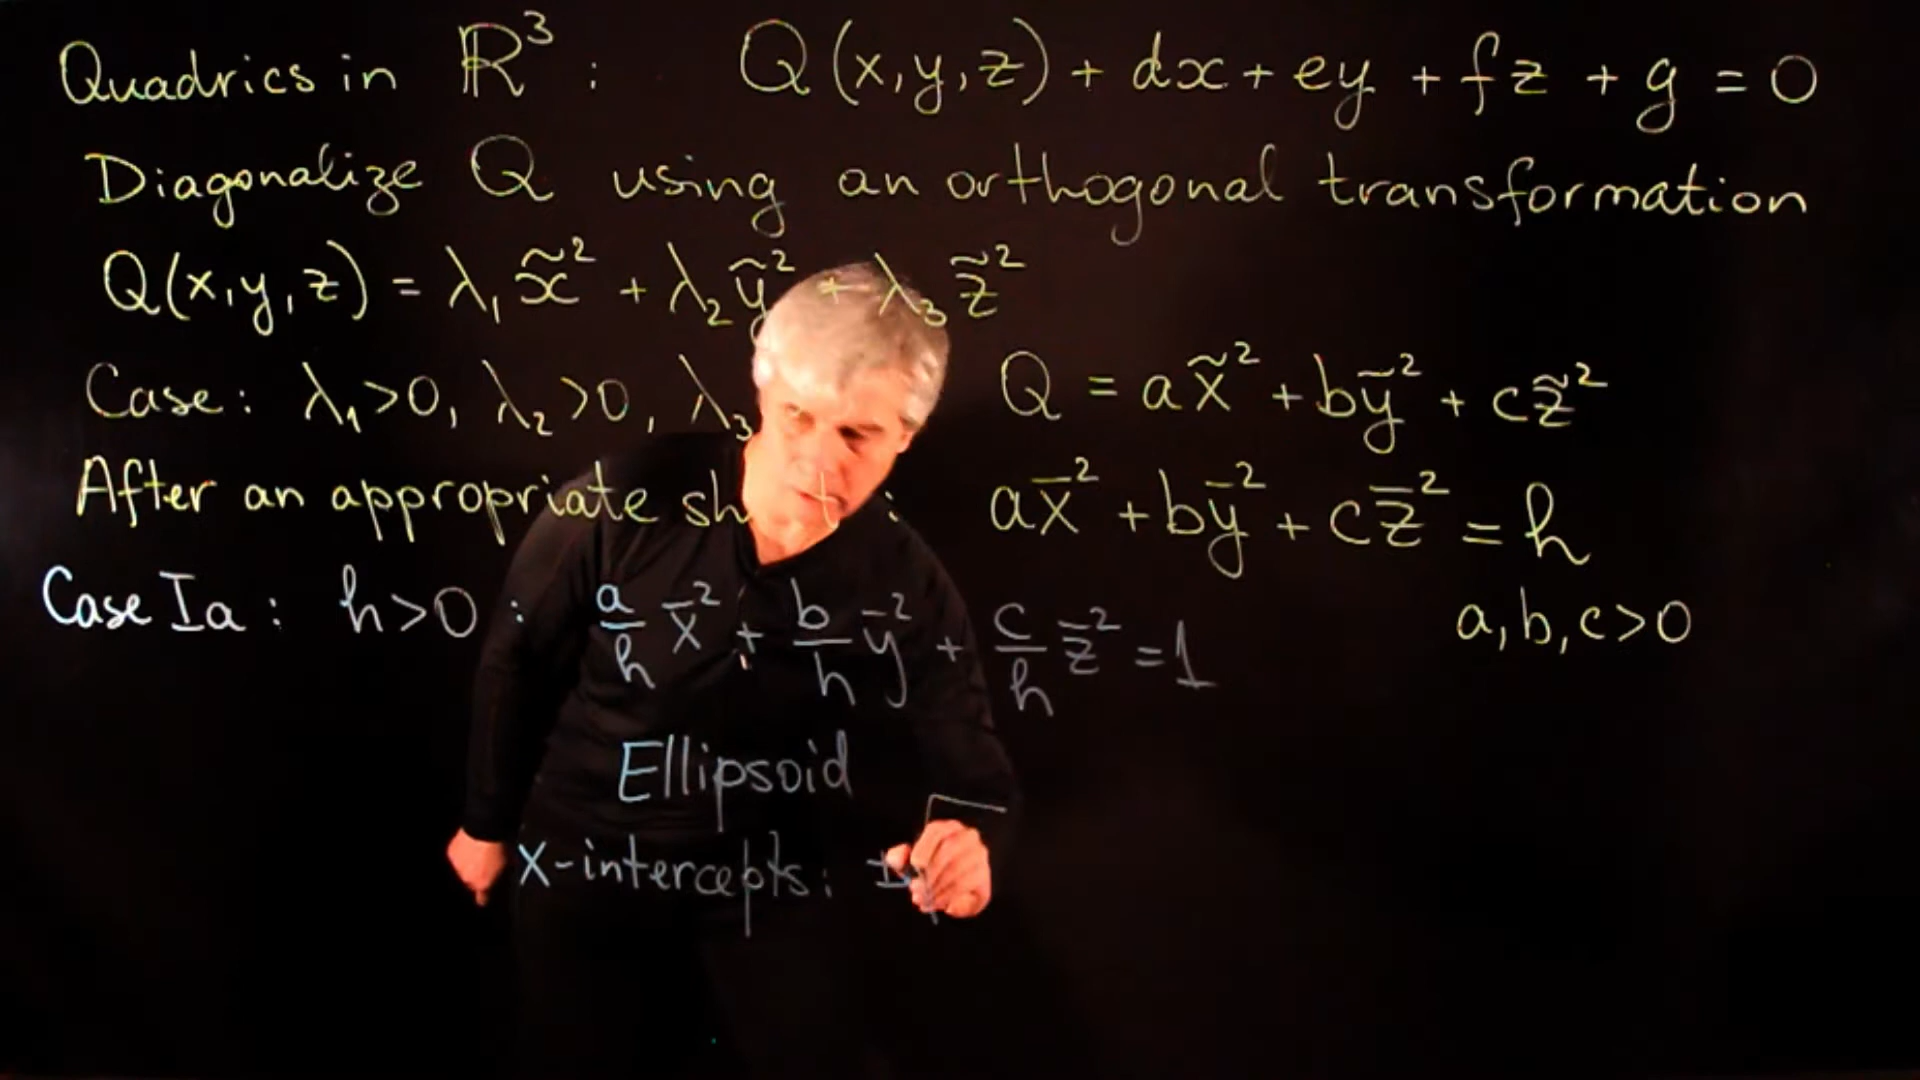 Quadrics in ℝ³ : Q(x,y,z) + dx + ey + fz + g = 0
Diagonalize Q using an orthogonal transformation
Q(x,y,z) = λ₁x̃² + λ₂ỹ² + λ₃z̃²
Case: λ₁>0, λ₂>0, λ₃ Q = ax̃² + bỹ² + cz̃²
After an appropriate : ax̄² + bȳ² + cz̄² = h
Case Ia : h>0 : a/h x̄² + b/h ȳ² + c/h z̄² = 1 a, b, c > 0
Ellipsoid
x-intercepts: ±√